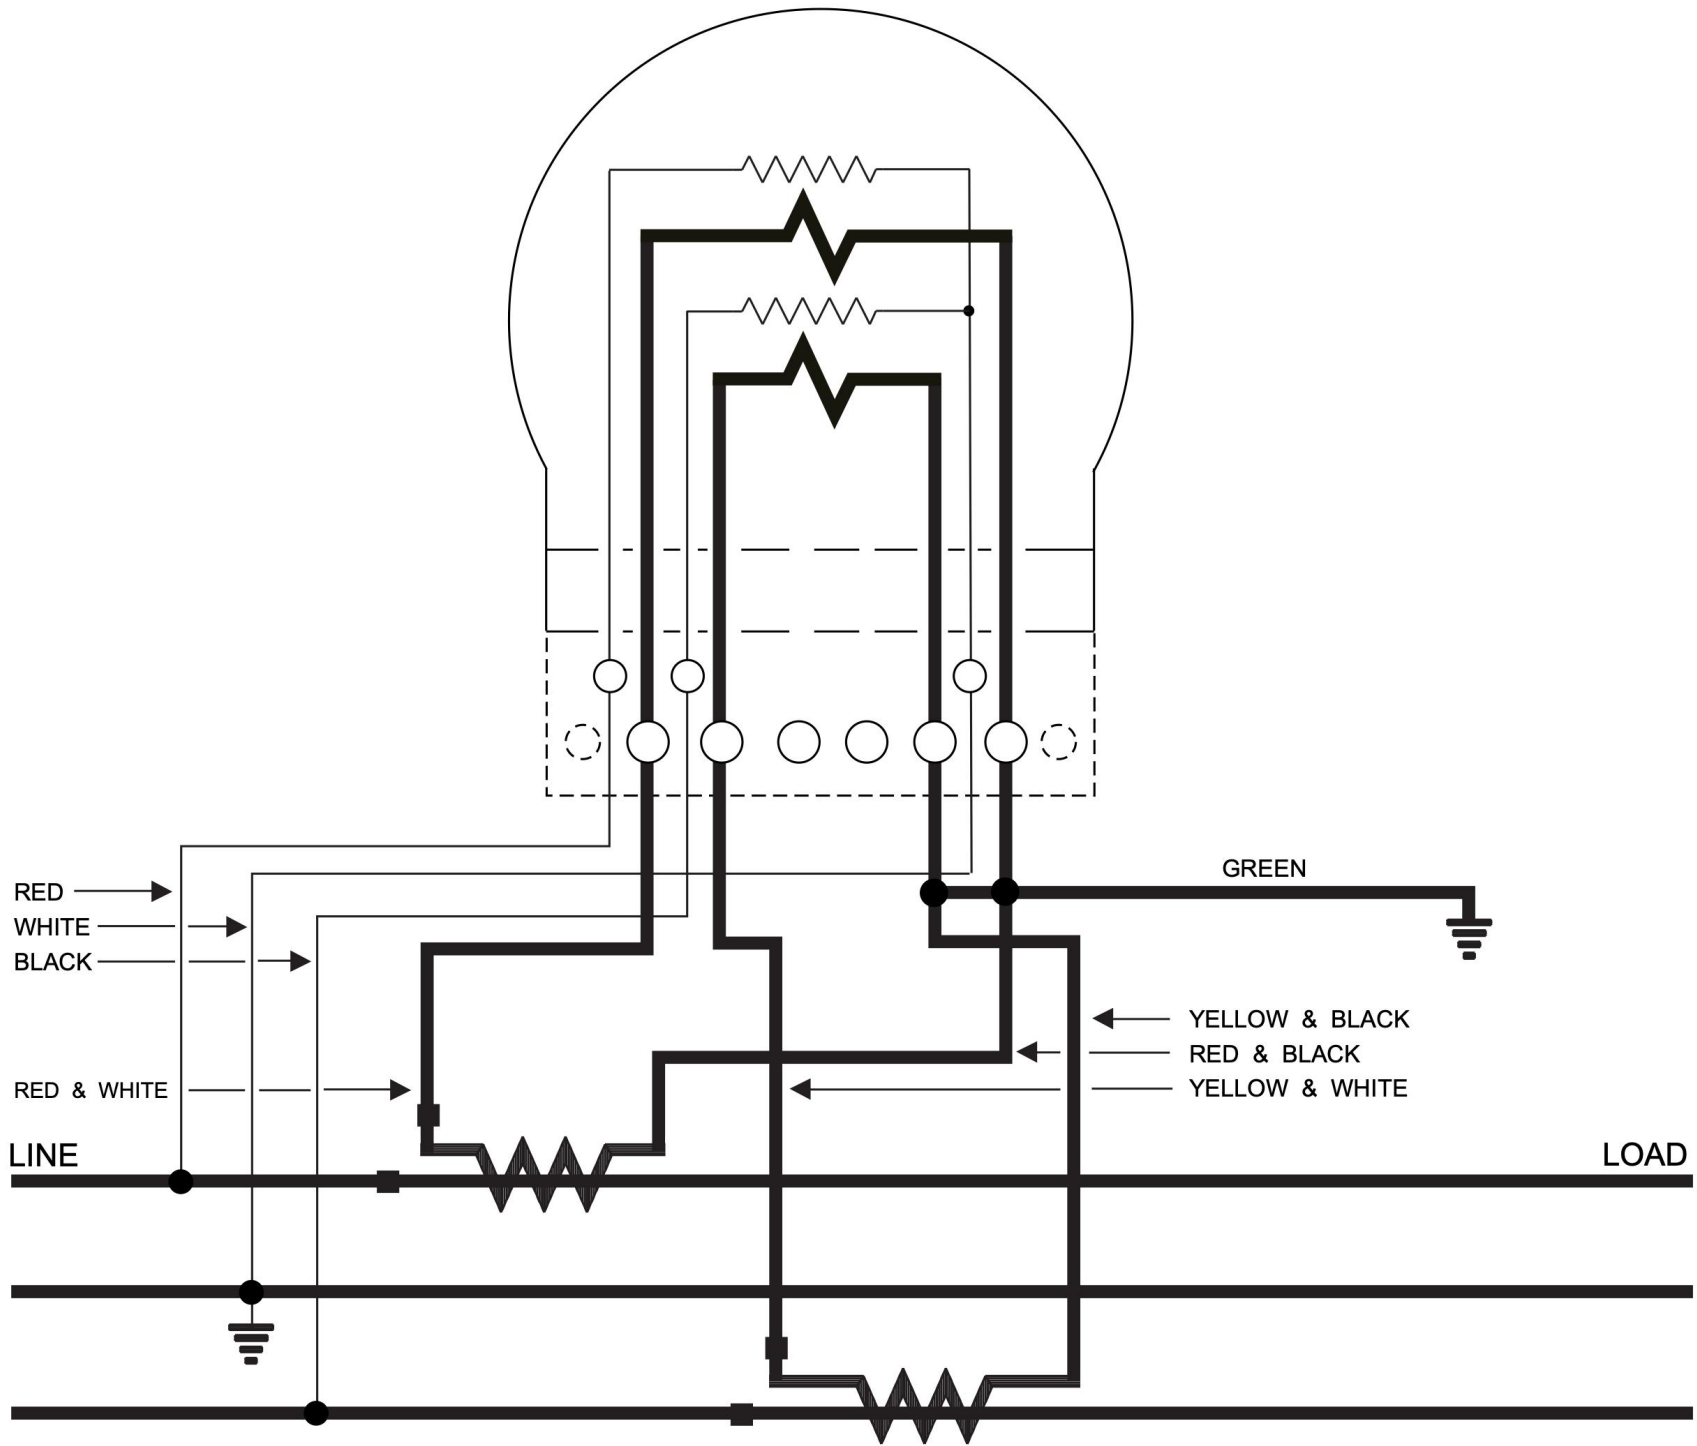 GREEN
RED
WHITE
BLACK
YELLOW & BLACK
RED & BLACK
YELLOW & WHITE
RED & WHITE
LINE
LOAD